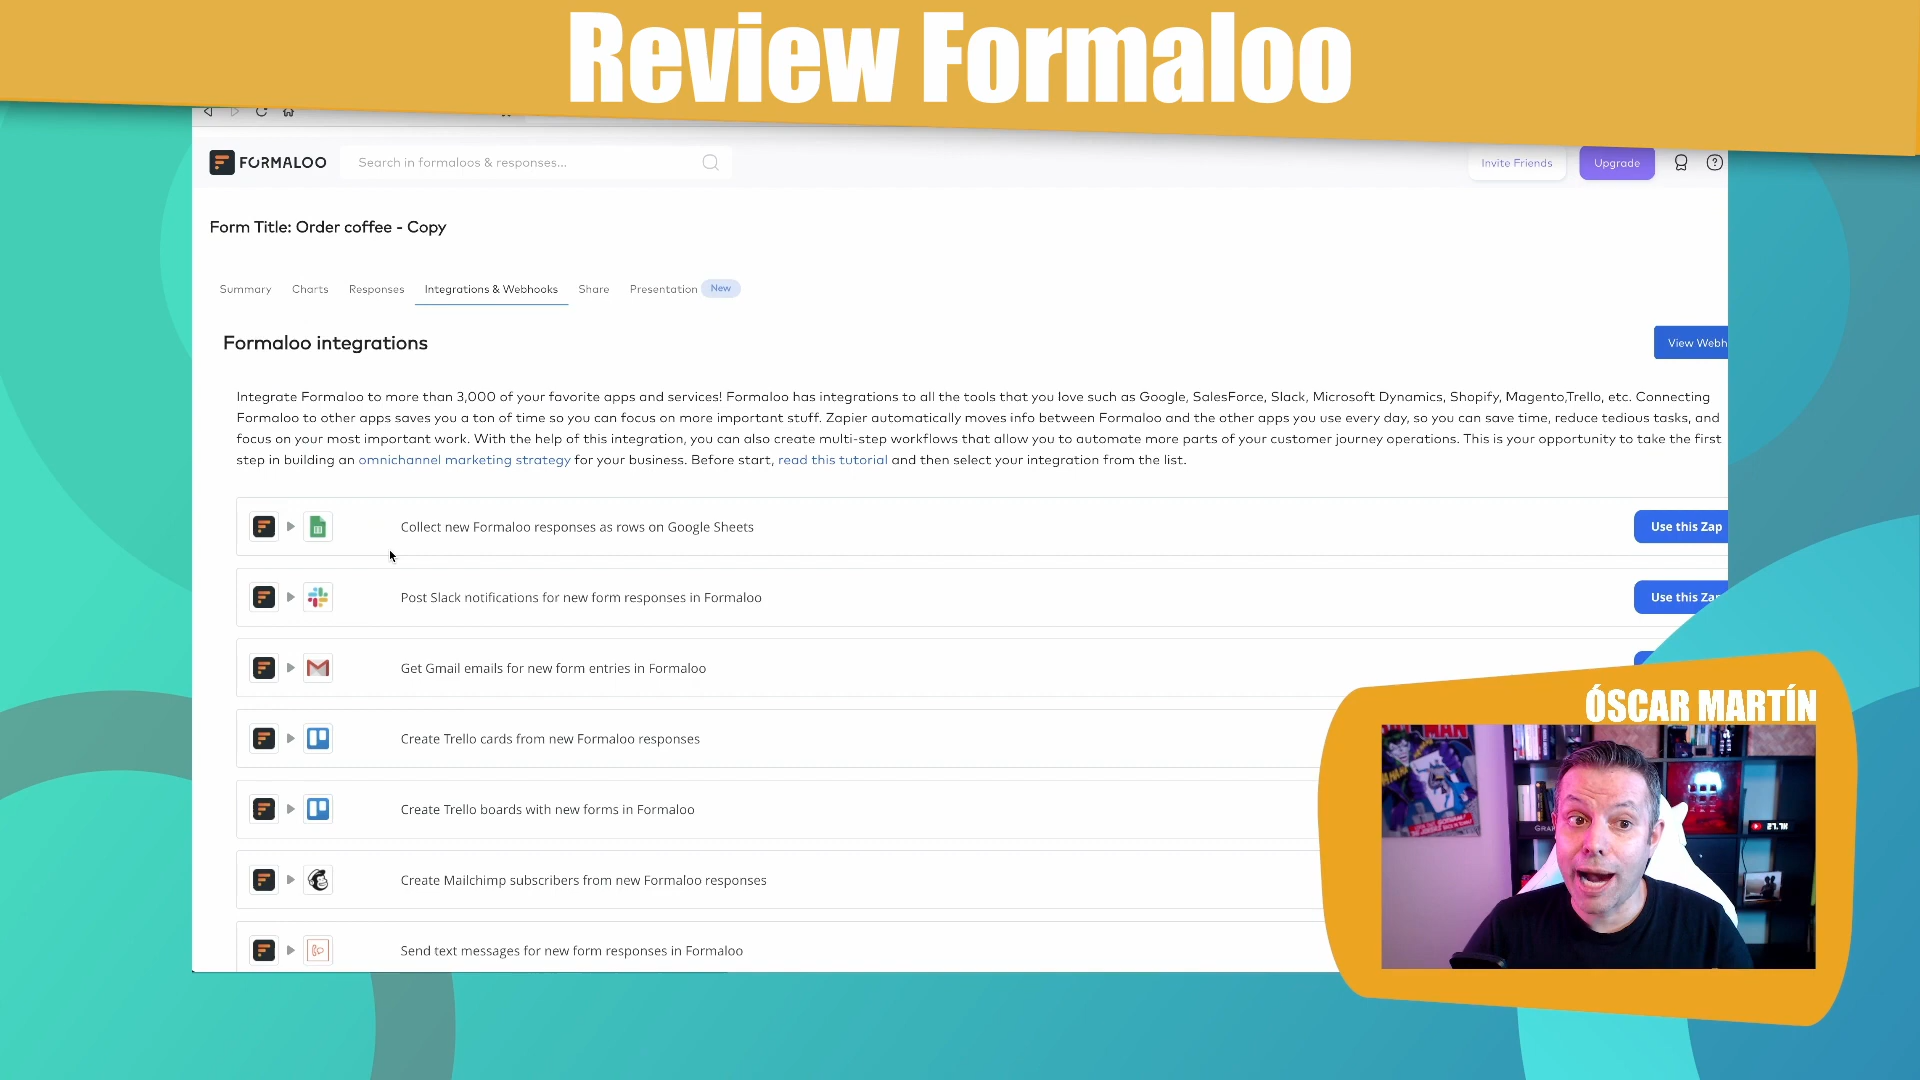 Review Formaloo
FORMALOO
Search in formaloos & responses...
Invite Friends
Upgrade
Form Title: Order coffee - Copy
Summary
Charts
Responses
Integrations & Webhooks
Share
Presentation
New
Formaloo integrations
View Webh
Integrate Formaloo to more than 3,000 of your favorite apps and services! Formaloo has integrations to all the tools that you love such as Google, SalesForce, Slack, Microsoft Dynamics, Shopify, Magento,Trello, etc. Connecting
Formaloo to other apps saves you a ton of time so you can focus on more important stuff. Zapier automatically moves info between Formaloo and the other apps you use every day, so you can save time, reduce tedious tasks, and
focus on your most important work. With the help of this integration, you can also create multi-step workflows that allow you to automate more parts of your customer journey operations. This is your opportunity to take the first
step in building an omnichannel marketing strategy for your business. Before start, read this tutorial and then select your integration from the list.
Collect new Formaloo responses as rows on Google Sheets
Use this Zap
Post Slack notifications for new form responses in Formaloo
Use this Zap
Get Gmail emails for new form entries in Formaloo
Create Trello cards from new Formaloo responses
Create Trello boards with new forms in Formaloo
Create Mailchimp subscribers from new Formaloo responses
Send text messages for new form responses in Formaloo
ÓSCAR MARTÍN